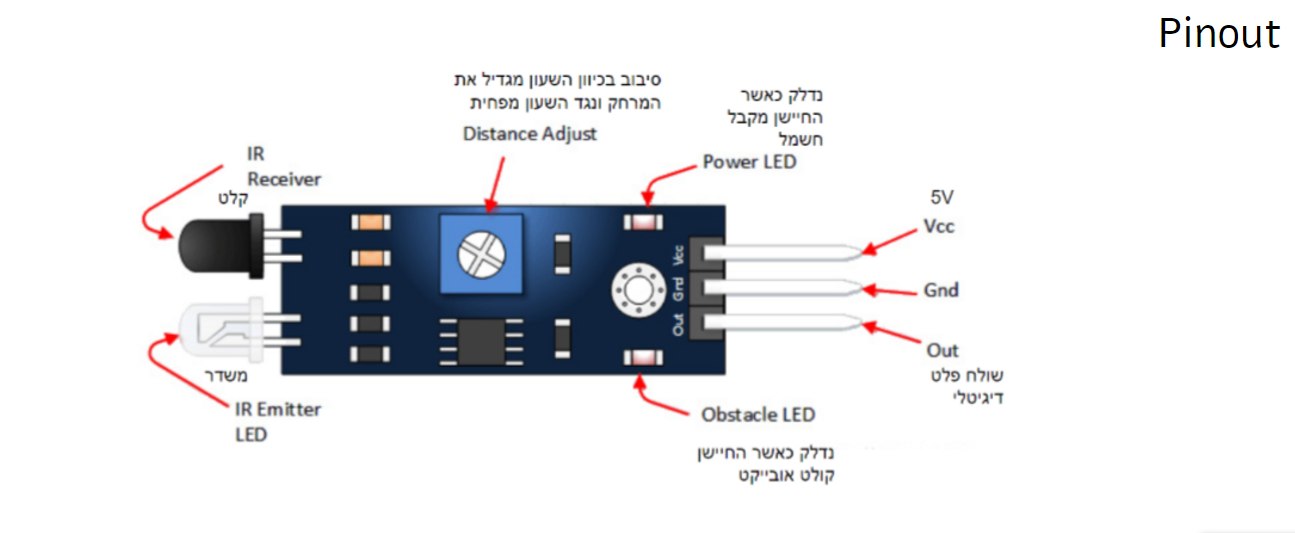 Pinout
סיבוב בכיוון השעון מגדיל את
המרחק ונגד השעון מפחית
Distance Adjust
נדלק כאשר
החיישן מקבל
חשמל
Power LED
IR
Receiver
קלט
5V
Vcc
Gnd
Out
שולח פלט
דיגיטלי
Vcc
Grd
Out
משדר
IR Emitter
LED
Obstacle LED
נדלק כאשר החיישן
קולט אובייקט